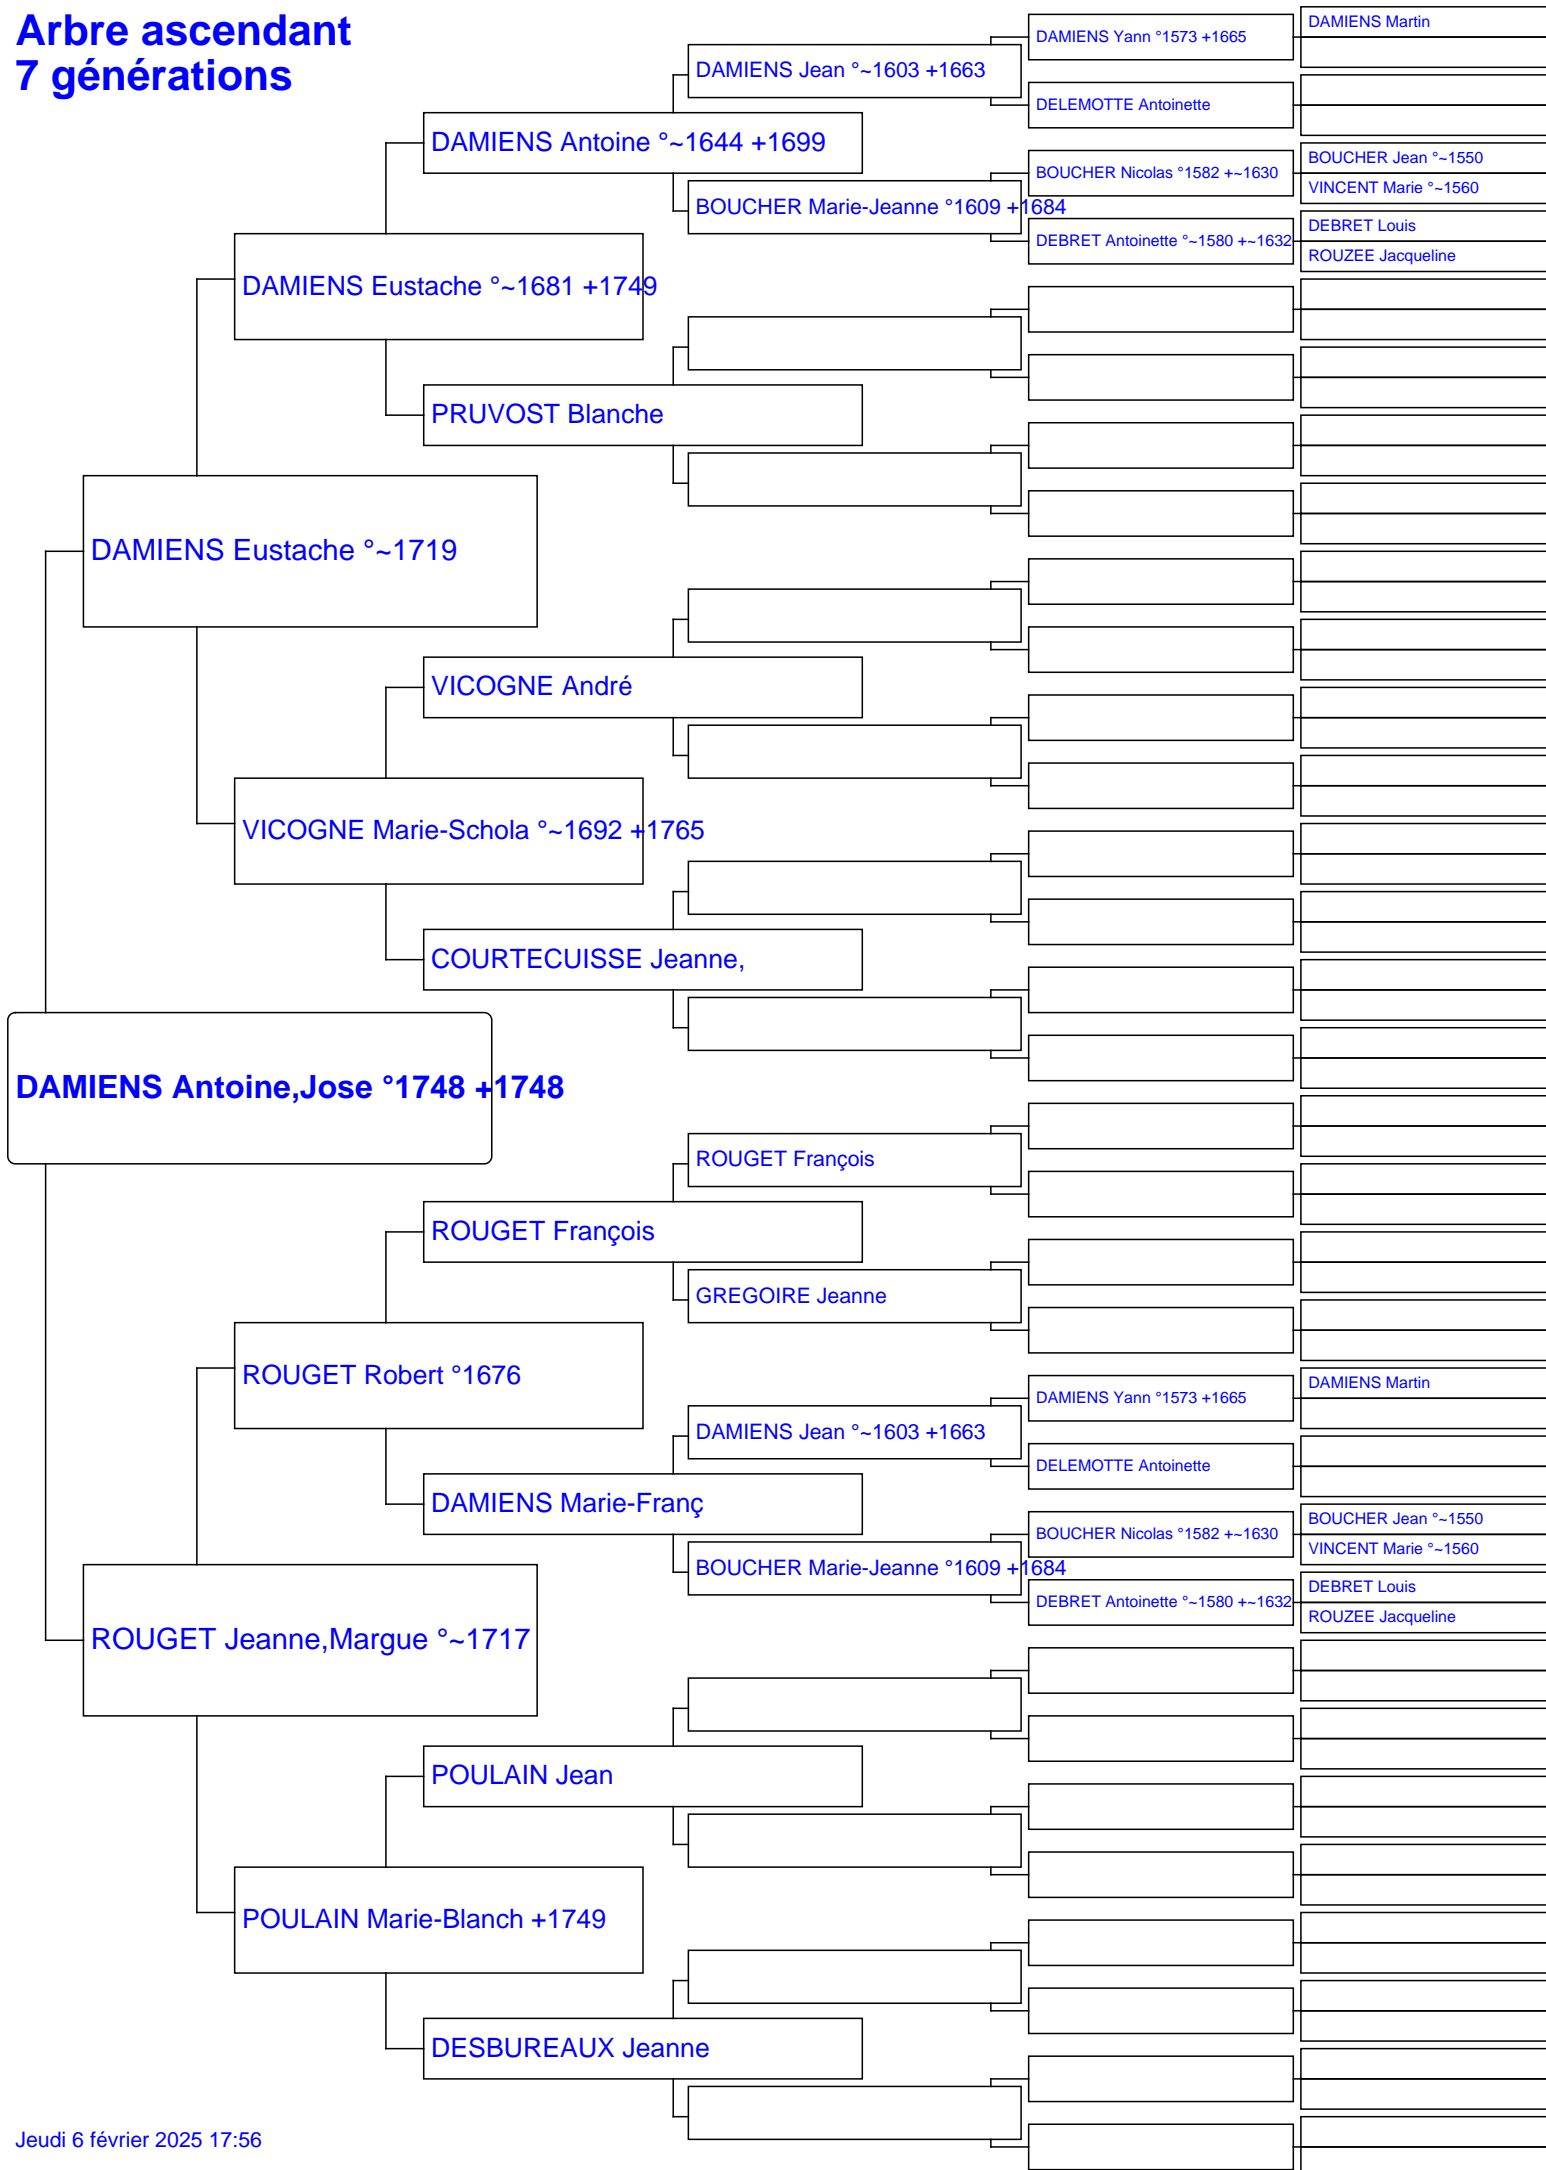 Arbre ascendant
7 générations
DAMIENS Martin
DAMIENS Yann °1573 +1665
DAMIENS Jean °~1603 +1663
DELEMOTTE Antoinette
DAMIENS Antoine °~1644 +1699
BOUCHER Jean °~1550
BOUCHER Nicolas °1582 +~1630
VINCENT Marie °~1560
BOUCHER Marie-Jeanne °1609 +1684
DEBRET Louis
DEBRET Antoinette °~1580 +~1632
ROUZEE Jacqueline
DAMIENS Eustache °~1681 +1749
PRUVOST Blanche
DAMIENS Eustache °~1719
VICOGNE André
VICOGNE Marie-Schola °~1692 +1765
COURTECUISSE Jeanne,
DAMIENS Antoine,Jose °1748 +1748
ROUGET François
ROUGET François
GREGOIRE Jeanne
ROUGET Robert °1676
DAMIENS Martin
DAMIENS Yann °1573 +1665
DAMIENS Jean °~1603 +1663
DELEMOTTE Antoinette
DAMIENS Marie-Franç
BOUCHER Jean °~1550
BOUCHER Nicolas °1582 +~1630
VINCENT Marie °~1560
BOUCHER Marie-Jeanne °1609 +1684
DEBRET Louis
DEBRET Antoinette °~1580 +~1632
ROUZEE Jacqueline
ROUGET Jeanne,Margue °~1717
POULAIN Jean
POULAIN Marie-Blanch +1749
DESBUREAUX Jeanne
Jeudi 6 février 2025 17:56